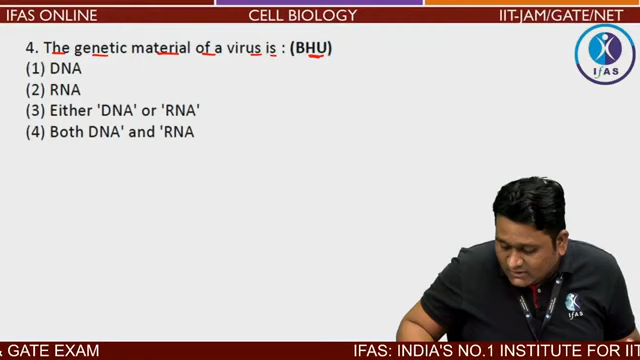 IFAS ONLINE
CELL BIOLOGY
IIT-JAM/GATE/NET
4. The genetic material of a virus is : (BHU)
(1) DNA
(2) RNA
(3) Either 'DNA' or 'RNA'
(4) Both DNA' and 'RNA
IFAS
& GATE EXAM
IFAS: INDIA'S NO.1 INSTITUTE FOR IIT